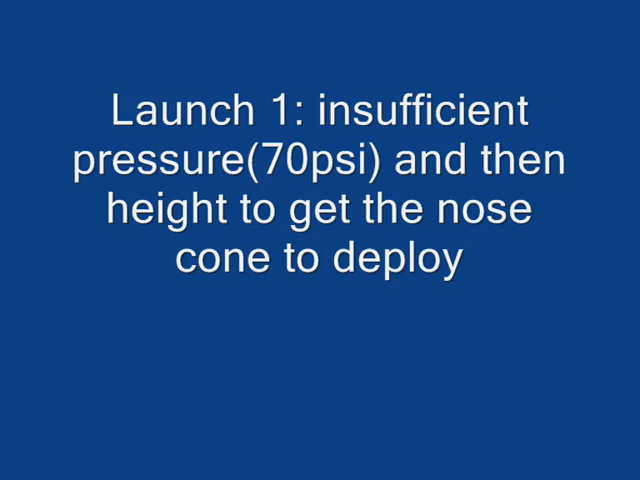 Launch 1: insufficient
pressure(70psi) and then
height to get the nose
cone to deploy